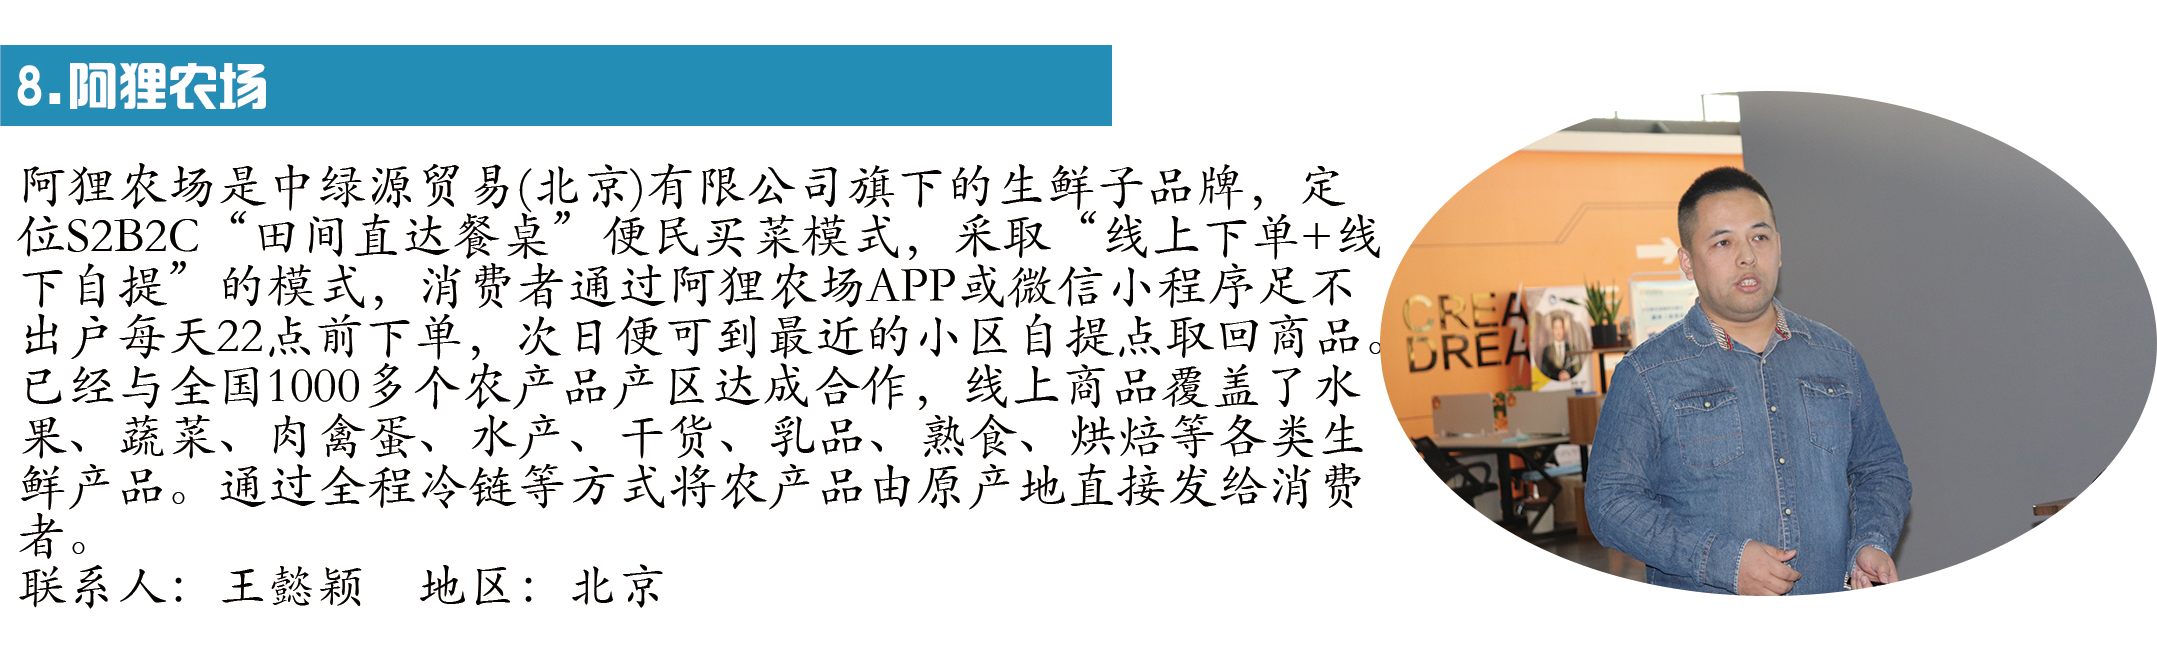 8.阿狸农场
阿狸农场是中绿源贸易(北京)有限公司旗下的生鲜子品牌，定
位S2B2C“田间直达餐桌”便民买菜模式，采取“线上下单+线
下自提”的模式，消费者通过阿狸农场APP或微信小程序足不
出户每天22点前下单，次日便可到最近的小区自提点取回商品。
已经与全国1000多个农产品产区达成合作，线上商品覆盖了水
果、蔬菜、肉禽蛋、水产、干货、乳品、熟食、烘焙等各类生
鲜产品。通过全程冷链等方式将农产品由原产地直接发给消费
者。
联系人：王懿颖 地区：北京
CREA
DREA